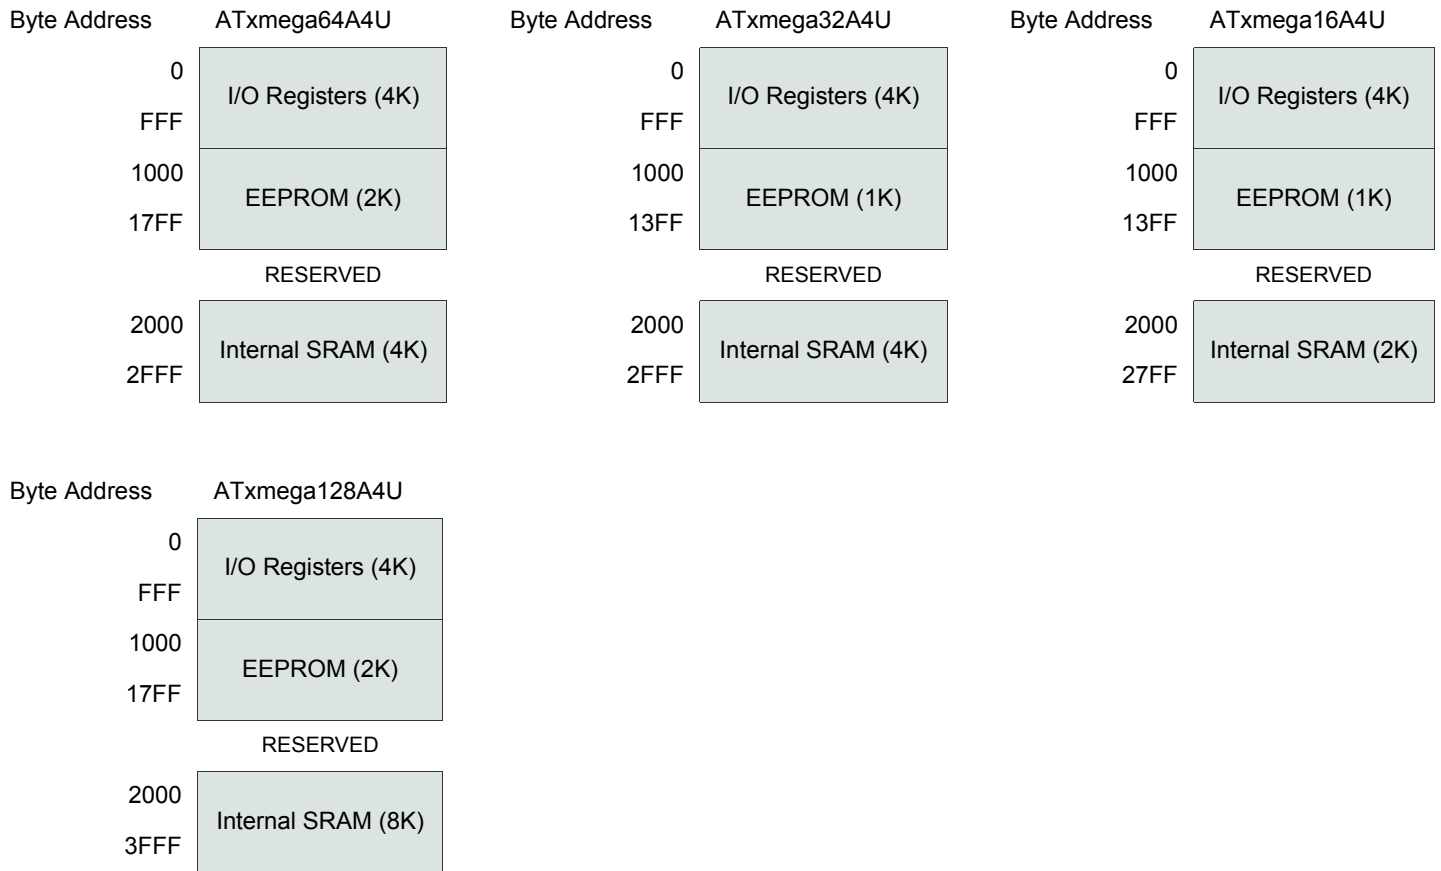 Byte Address ATxmega64A4U
0
I/O Registers (4K)
FFF
1000
EEPROM (2K)
17FF
RESERVED
2000
Internal SRAM (4K)
2FFF
Byte Address ATxmega32A4U
0
I/O Registers (4K)
FFF
1000
EEPROM (1K)
13FF
RESERVED
2000
Internal SRAM (4K)
2FFF
Byte Address ATxmega16A4U
0
I/O Registers (4K)
FFF
1000
EEPROM (1K)
13FF
RESERVED
2000
Internal SRAM (2K)
27FF
Byte Address ATxmega128A4U
0
I/O Registers (4K)
FFF
1000
EEPROM (2K)
17FF
RESERVED
2000
Internal SRAM (8K)
3FFF